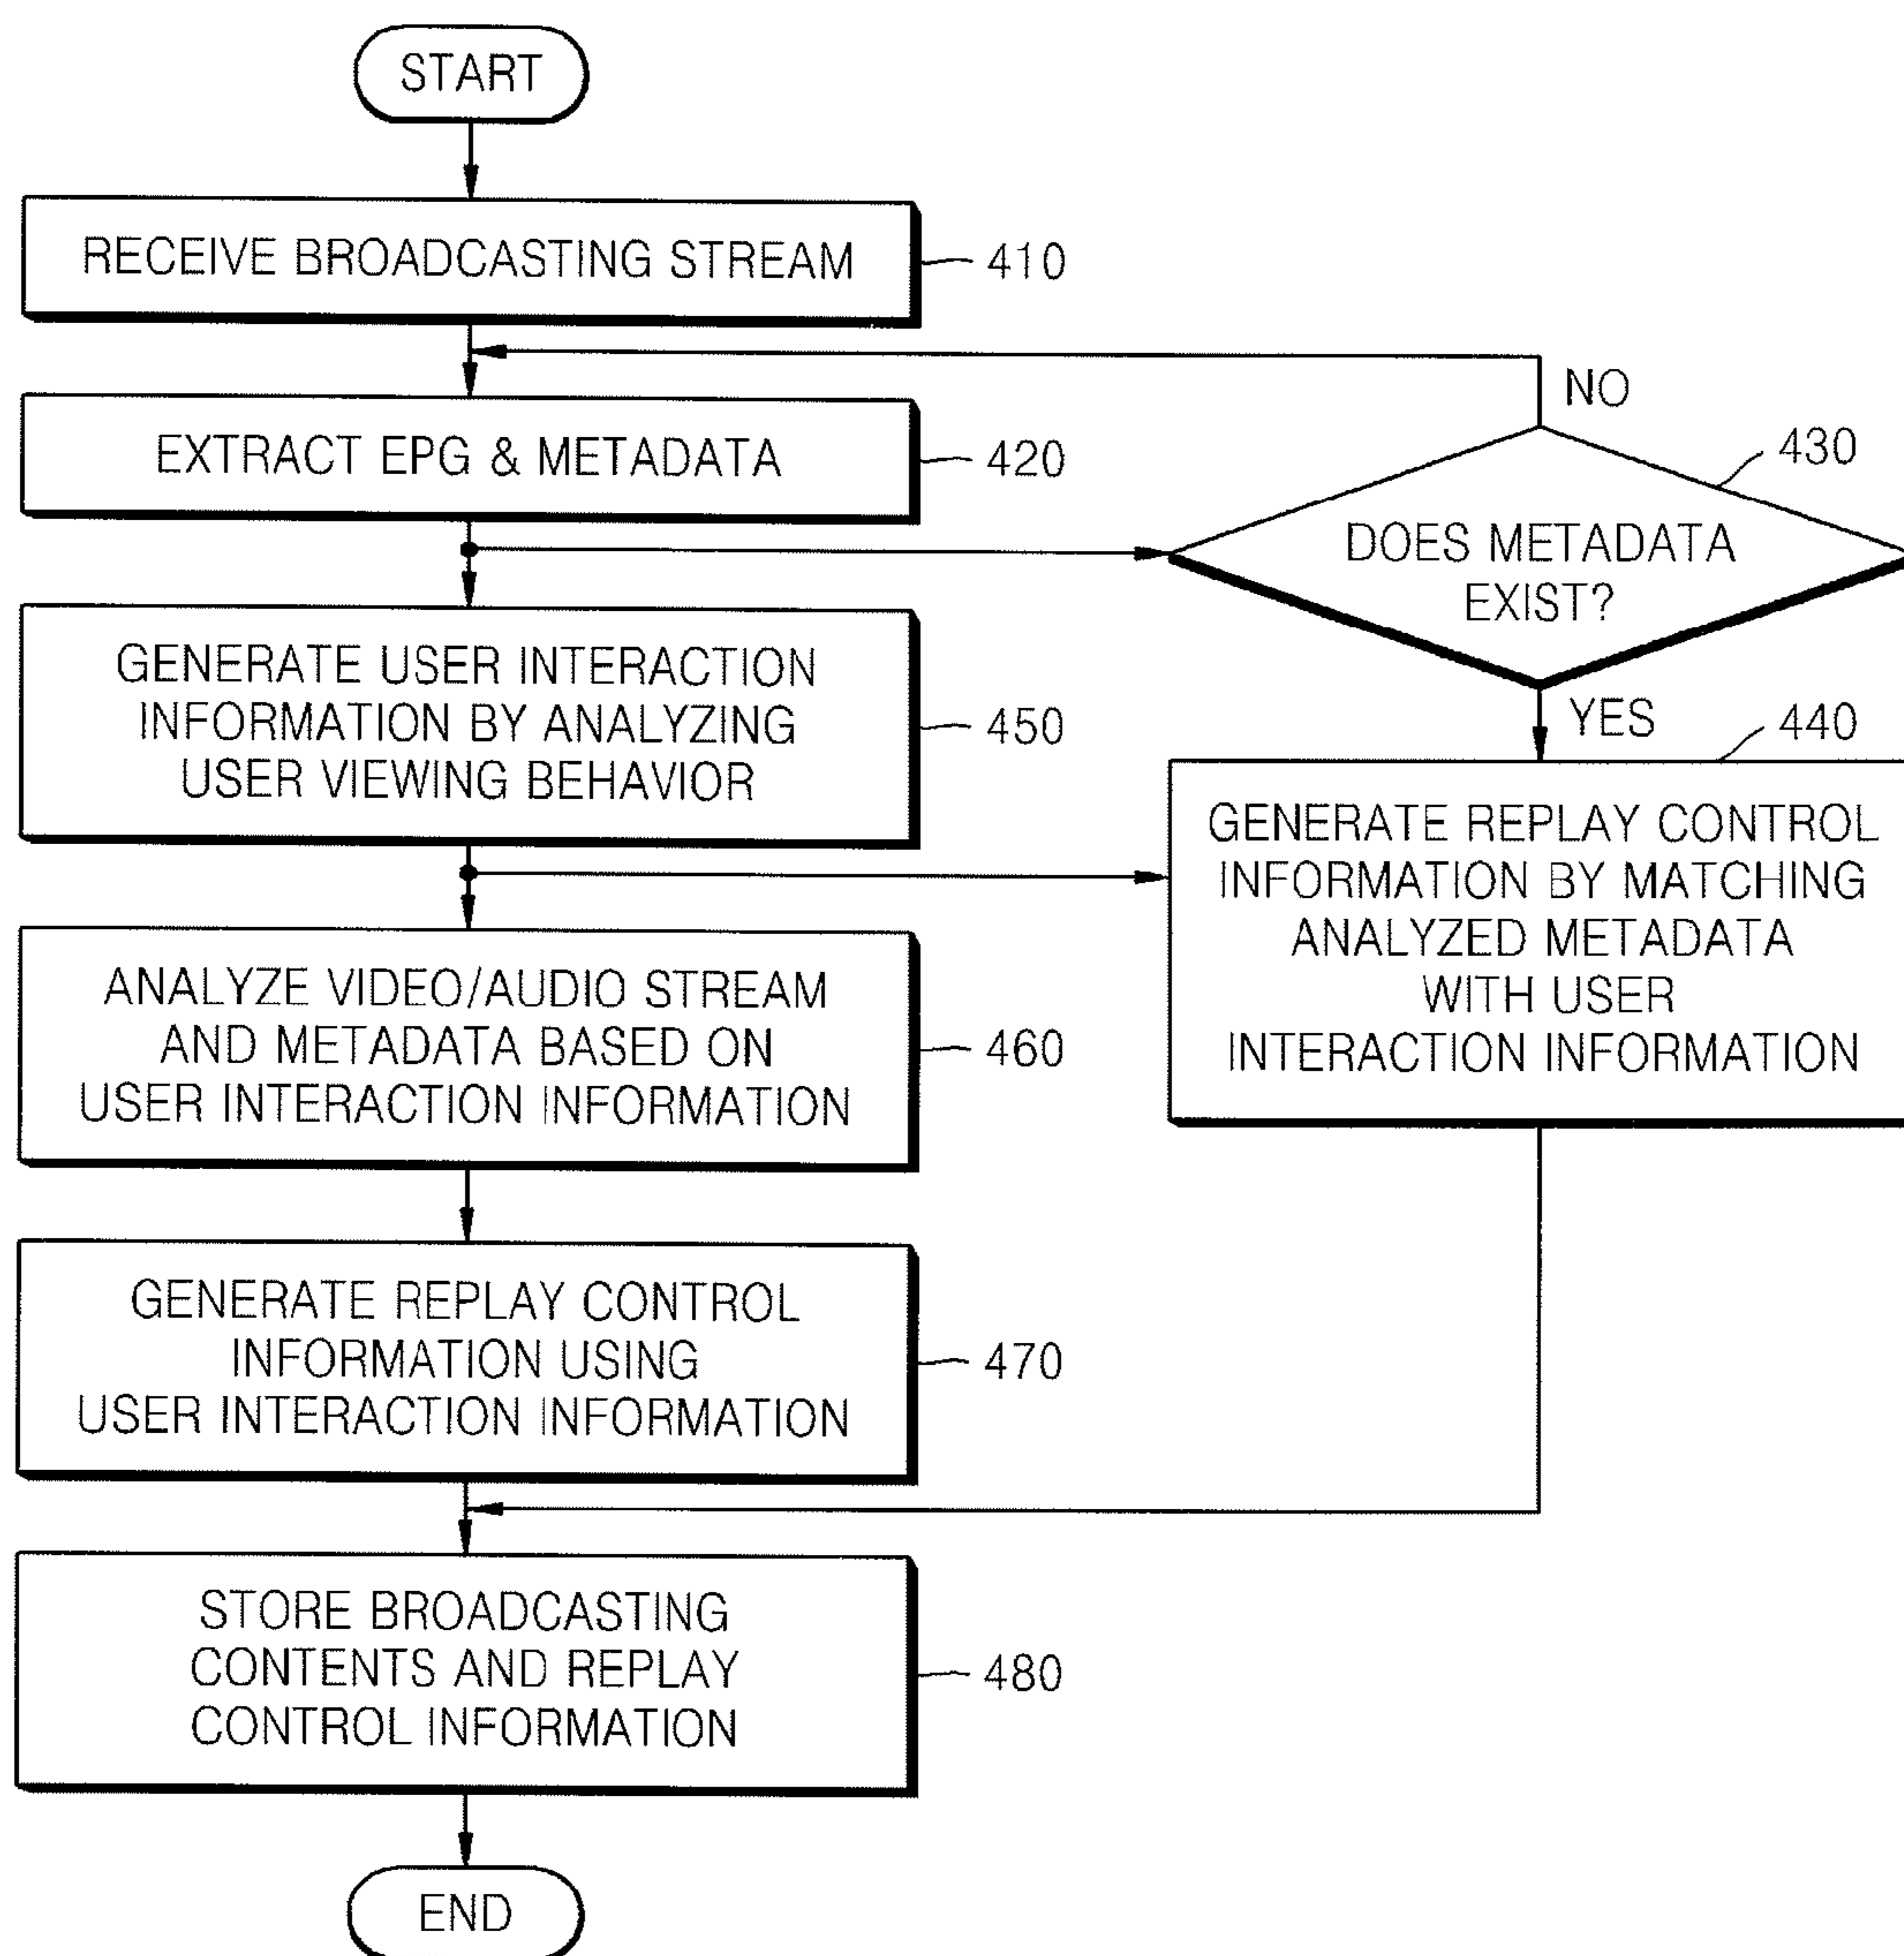 START
RECEIVE BROADCASTING STREAM
410
NO
EXTRACT EPG & METADATA
420
430
DOES METADATA
EXIST?
YES
GENERATE USER INTERACTION
INFORMATION BY ANALYZING
USER VIEWING BEHAVIOR
450
440
GENERATE REPLAY CONTROL
INFORMATION BY MATCHING
ANALYZED METADATA
WITH USER
INTERACTION INFORMATION
ANALYZE VIDEO/AUDIO STREAM
AND METADATA BASED ON
USER INTERACTION INFORMATION
460
GENERATE REPLAY CONTROL
INFORMATION USING
USER INTERACTION INFORMATION
470
STORE BROADCASTING
CONTENTS AND REPLAY
CONTROL INFORMATION
480
END